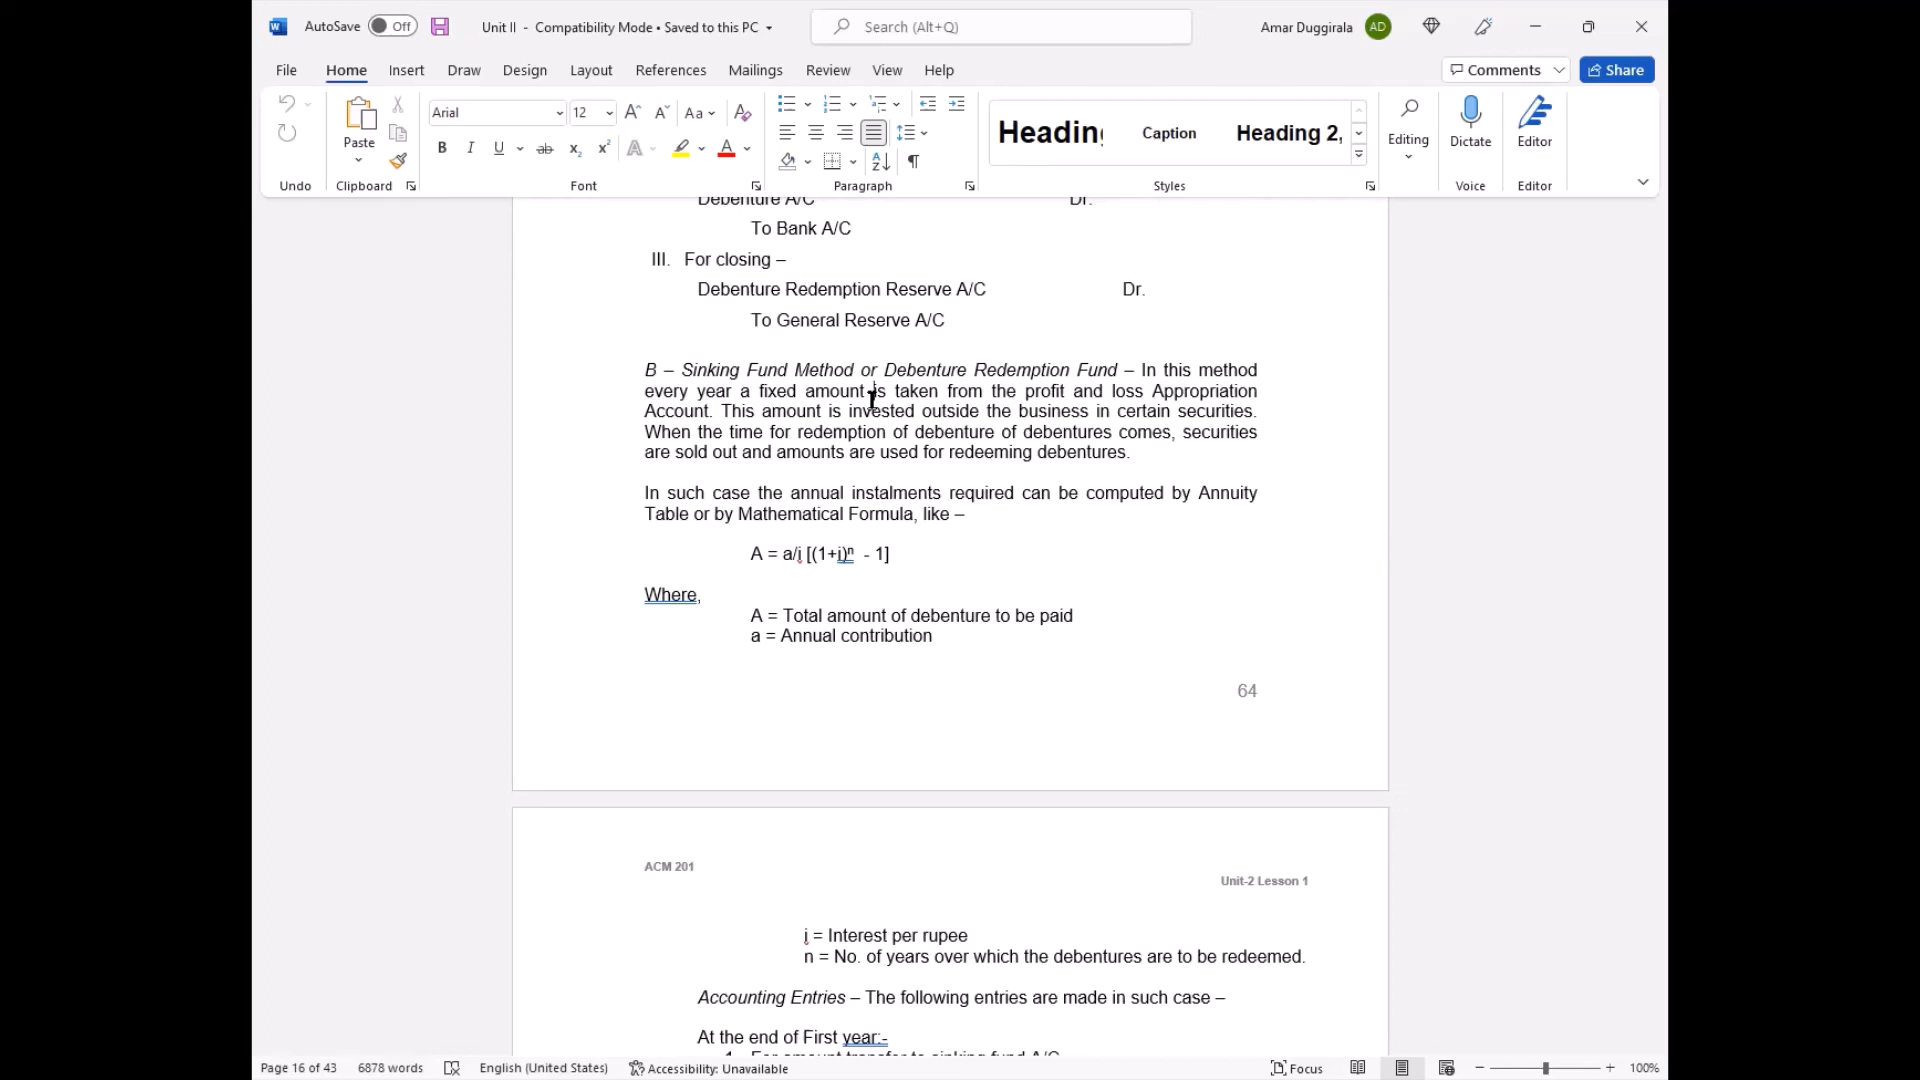 AutoSave Off Unit II - Compatibility Mode • Saved to this PC Search (Alt+Q) Amar Duggirala AD
File Home Insert Draw Design Layout References Mailings Review View Help Comments Share
Arial 12 Aa
Paste
Heading Caption Heading 2,
Editing Dictate Editor
Undo Clipboard Font Paragraph Styles Voice Editor
Debenture A/C Dr.
To Bank A/C
III. For closing –
Debenture Redemption Reserve A/C Dr.
To General Reserve A/C
B – Sinking Fund Method or Debenture Redemption Fund – In this method
every year a fixed amount is taken from the profit and loss Appropriation
Account. This amount is invested outside the business in certain securities.
When the time for redemption of debenture of debentures comes, securities
are sold out and amounts are used for redeeming debentures.
In such case the annual instalments required can be computed by Annuity
Table or by Mathematical Formula, like –
A = a/i [(1+i)ⁿ - 1]
Where,
A = Total amount of debenture to be paid
a = Annual contribution
64
ACM 201
Unit-2 Lesson 1
i = Interest per rupee
n = No. of years over which the debentures are to be redeemed.
Accounting Entries – The following entries are made in such case –
At the end of First year:-
1. For amount transfer to sinking fund A/C
Page 16 of 43 6878 words English (United States) Accessibility: Unavailable Focus 100%